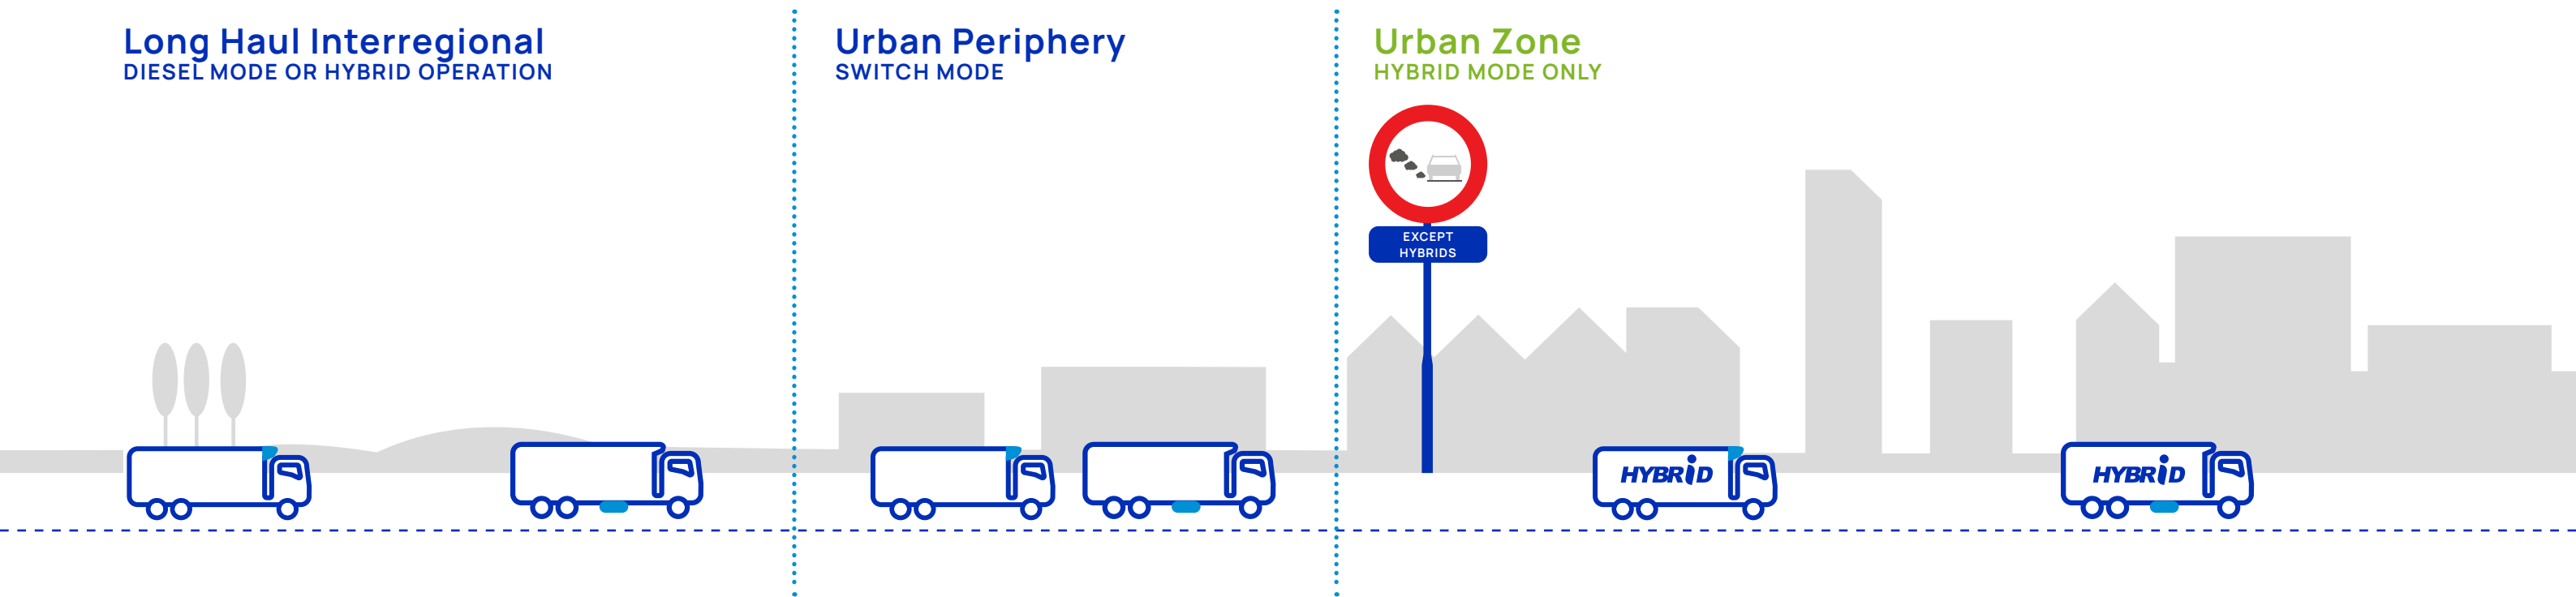 Long Haul Interregional
DIESEL MODE OR HYBRID OPERATION
Urban Periphery
SWITCH MODE
Urban Zone
HYBRID MODE ONLY
EXCEPT
HYBRIDS
HYBRiD
HYBRiD